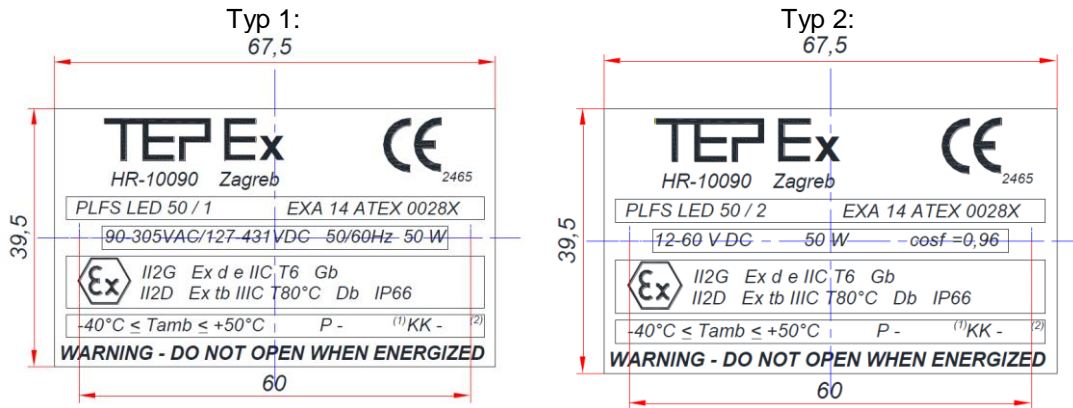 Typ 1:
67,5
39,5
TEP Ex CE
HR-10090 Zagreb 2465
PLFS LED 50 / 1 EXA 14 ATEX 0028X
90-305VAC/127-431VDC 50/60Hz 50 W
Ex II2G Ex d e IIC T6 Gb
II2D Ex tb IIIC T80°C Db IP66
-40°C ≤ Tamb ≤ +50°C P - (1) KK - (2)
WARNING - DO NOT OPEN WHEN ENERGIZED
60
Typ 2:
67,5
39,5
TEP Ex CE
HR-10090 Zagreb 2465
PLFS LED 50 / 2 EXA 14 ATEX 0028X
12-60 V DC 50 W cosf =0,96
Ex II2G Ex d e IIC T6 Gb
II2D Ex tb IIIC T80°C Db IP66
-40°C ≤ Tamb ≤ +50°C P - (1) KK - (2)
WARNING - DO NOT OPEN WHEN ENERGIZED
60